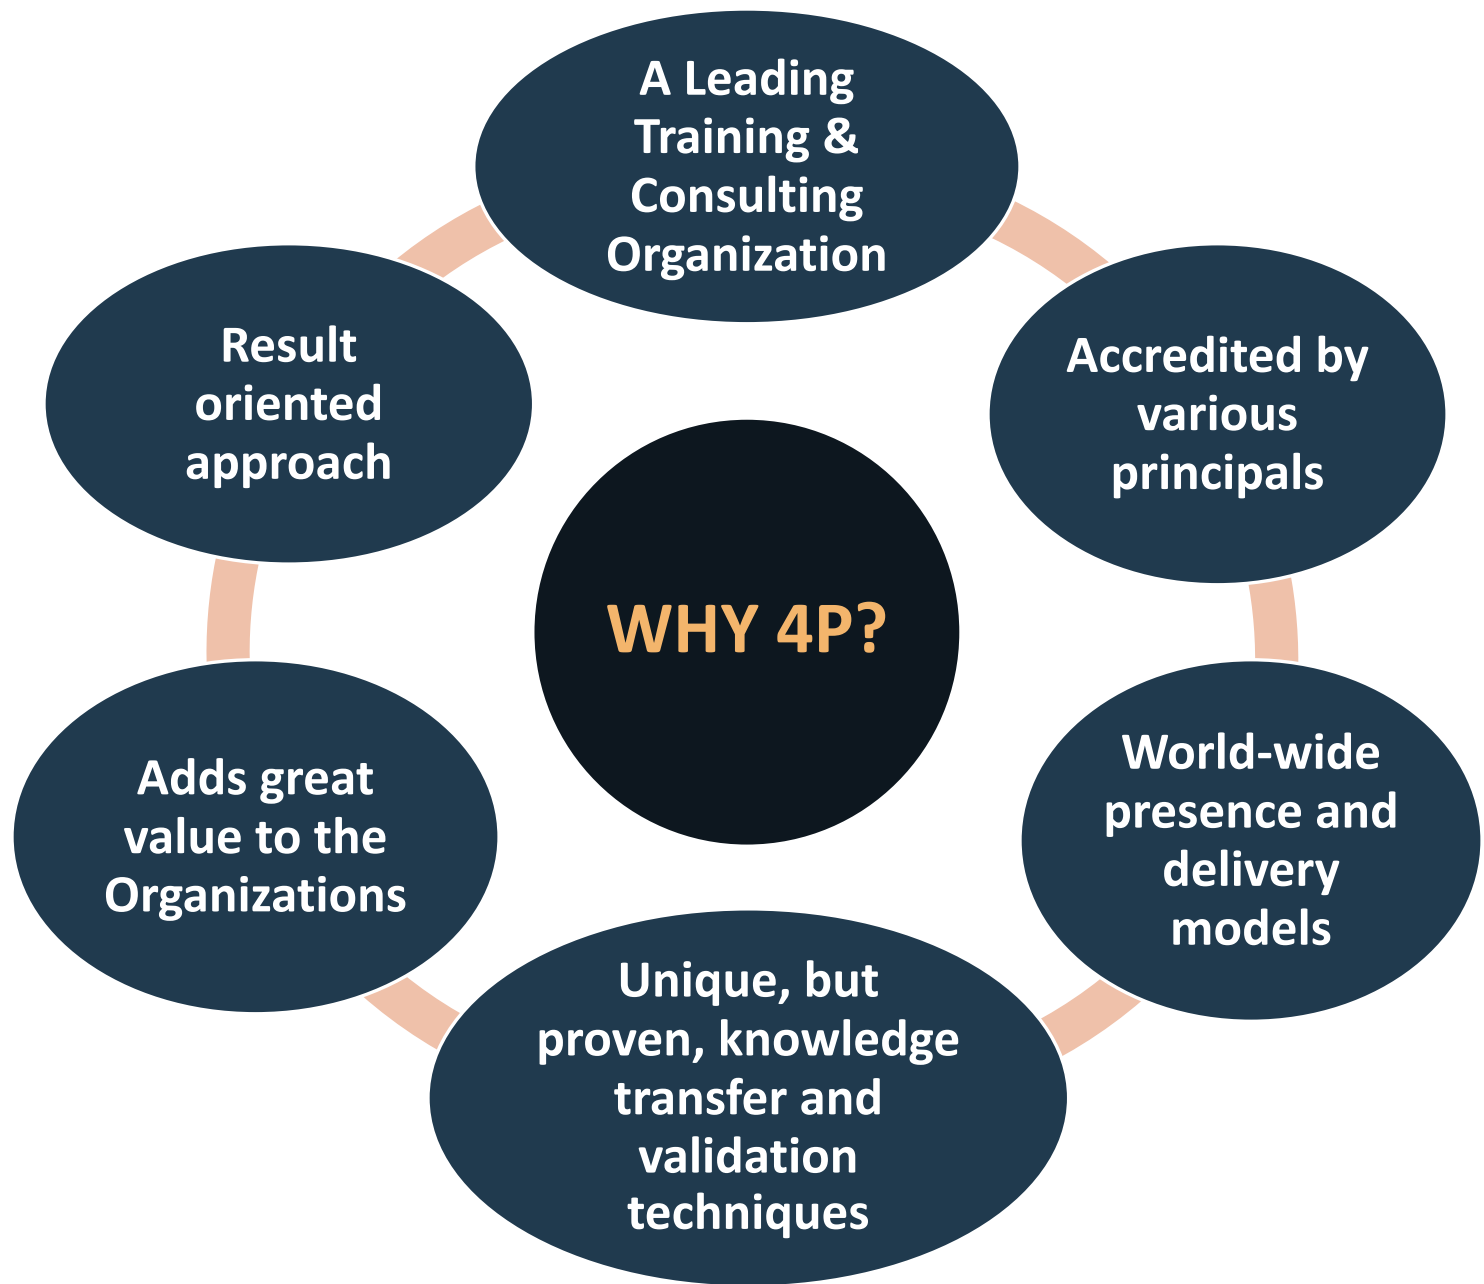 A Leading
Training &
Consulting
Organization
Accredited by
various
principals
World-wide
presence and
delivery
models
Unique, but
proven, knowledge
transfer and
validation
techniques
Adds great
value to the
Organizations
Result
oriented
approach
WHY 4P?